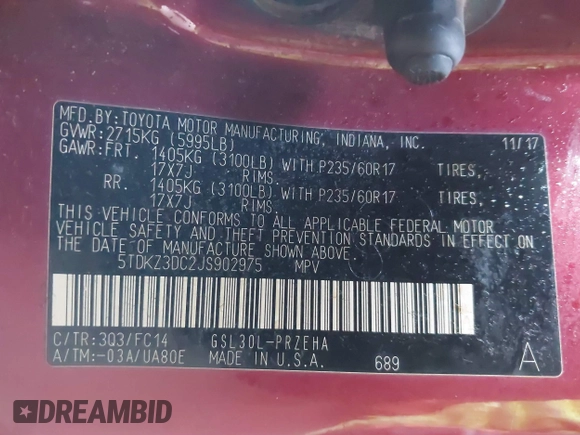 MFD.BY:TOYOTA MOTOR MANUFACTURING, INDIANA, INC. 11/17
GVWR:2715KG (5995LB)
GAWR:FRT. 1405KG (3100LB) WITH P235/60R17 TIRES,
17X7J RIMS.
RR. 1405KG (3100LB) WITH P235/60R17 TIRES,
17X7J RIMS.
THIS VEHICLE CONFORMS TO ALL APPLICABLE FEDERAL MOTOR
VEHICLE SAFETY AND THEFT PREVENTION STANDARDS IN EFFECT ON
THE DATE OF MANUFACTURE SHOWN ABOVE.
5TDKZ3DC2JS902975 MPV
C/TR:3Q3/FC14 GSL30L-PRZEHA
A/TM:-03A/UA80E MADE IN U.S.A. 689 A
DREAMBID